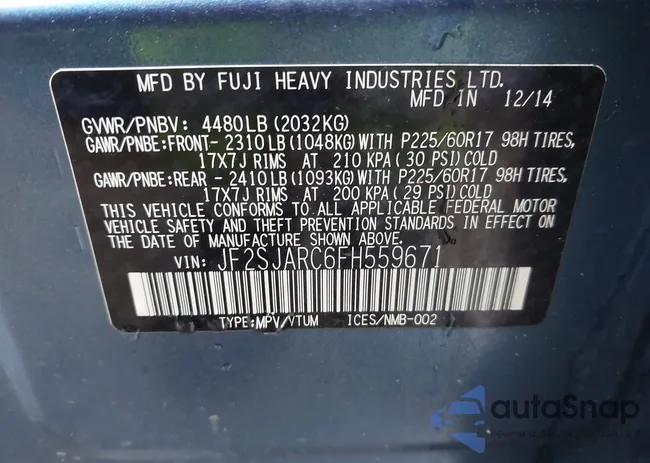 MFD BY FUJI HEAVY INDUSTRIES LTD.
MFD IN 12/14
GVWR/PNBV: 4480LB (2032KG)
GAWR/PNBE:FRONT- 2310LB (1048KG) WITH P225/60R17 98H TIRES,
17X7J RIMS AT 210 KPA ( 30 PSI) COLD
GAWR/PNBE:REAR - 2410LB (1093KG) WITH P225/60R17 98H TIRES,
17X7J RIMS AT 200 KPA ( 29 PSI) COLD
THIS VEHICLE CONFORMS TO ALL APPLICABLE FEDERAL MOTOR
VEHICLE SAFETY AND THEFT PREVENTION STANDARDS IN EFFECT ON
THE DATE OF MANUFACTURE SHOWN ABOVE.
VIN: JF2SJARC6FH559671
TYPE:MPV/VTUM ICES/NMB-002
autoSnap